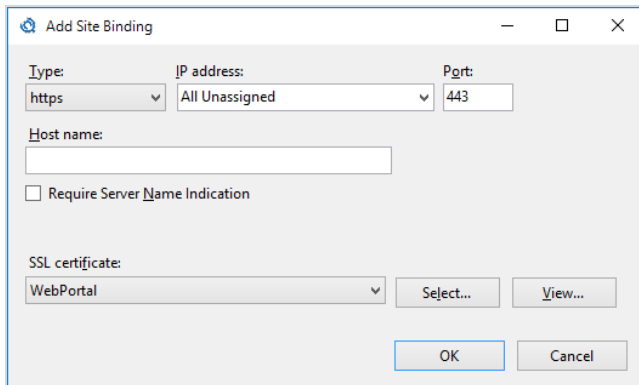 Add Site Binding
Type: IP address: Port:
https All Unassigned 443
Host name:
Require Server Name Indication
SSL certificate:
WebPortal Select... View...
OK Cancel